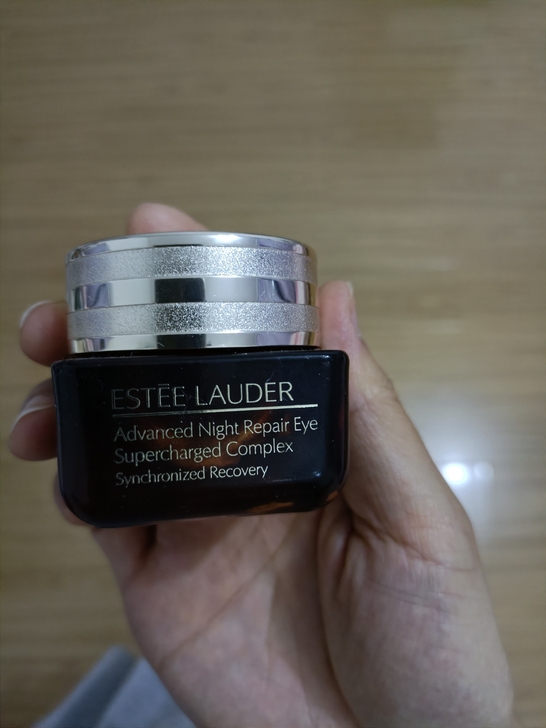 ESTĒE LAUDER
Advanced Night Repair Eye
Supercharged Complex
Synchronized Recovery